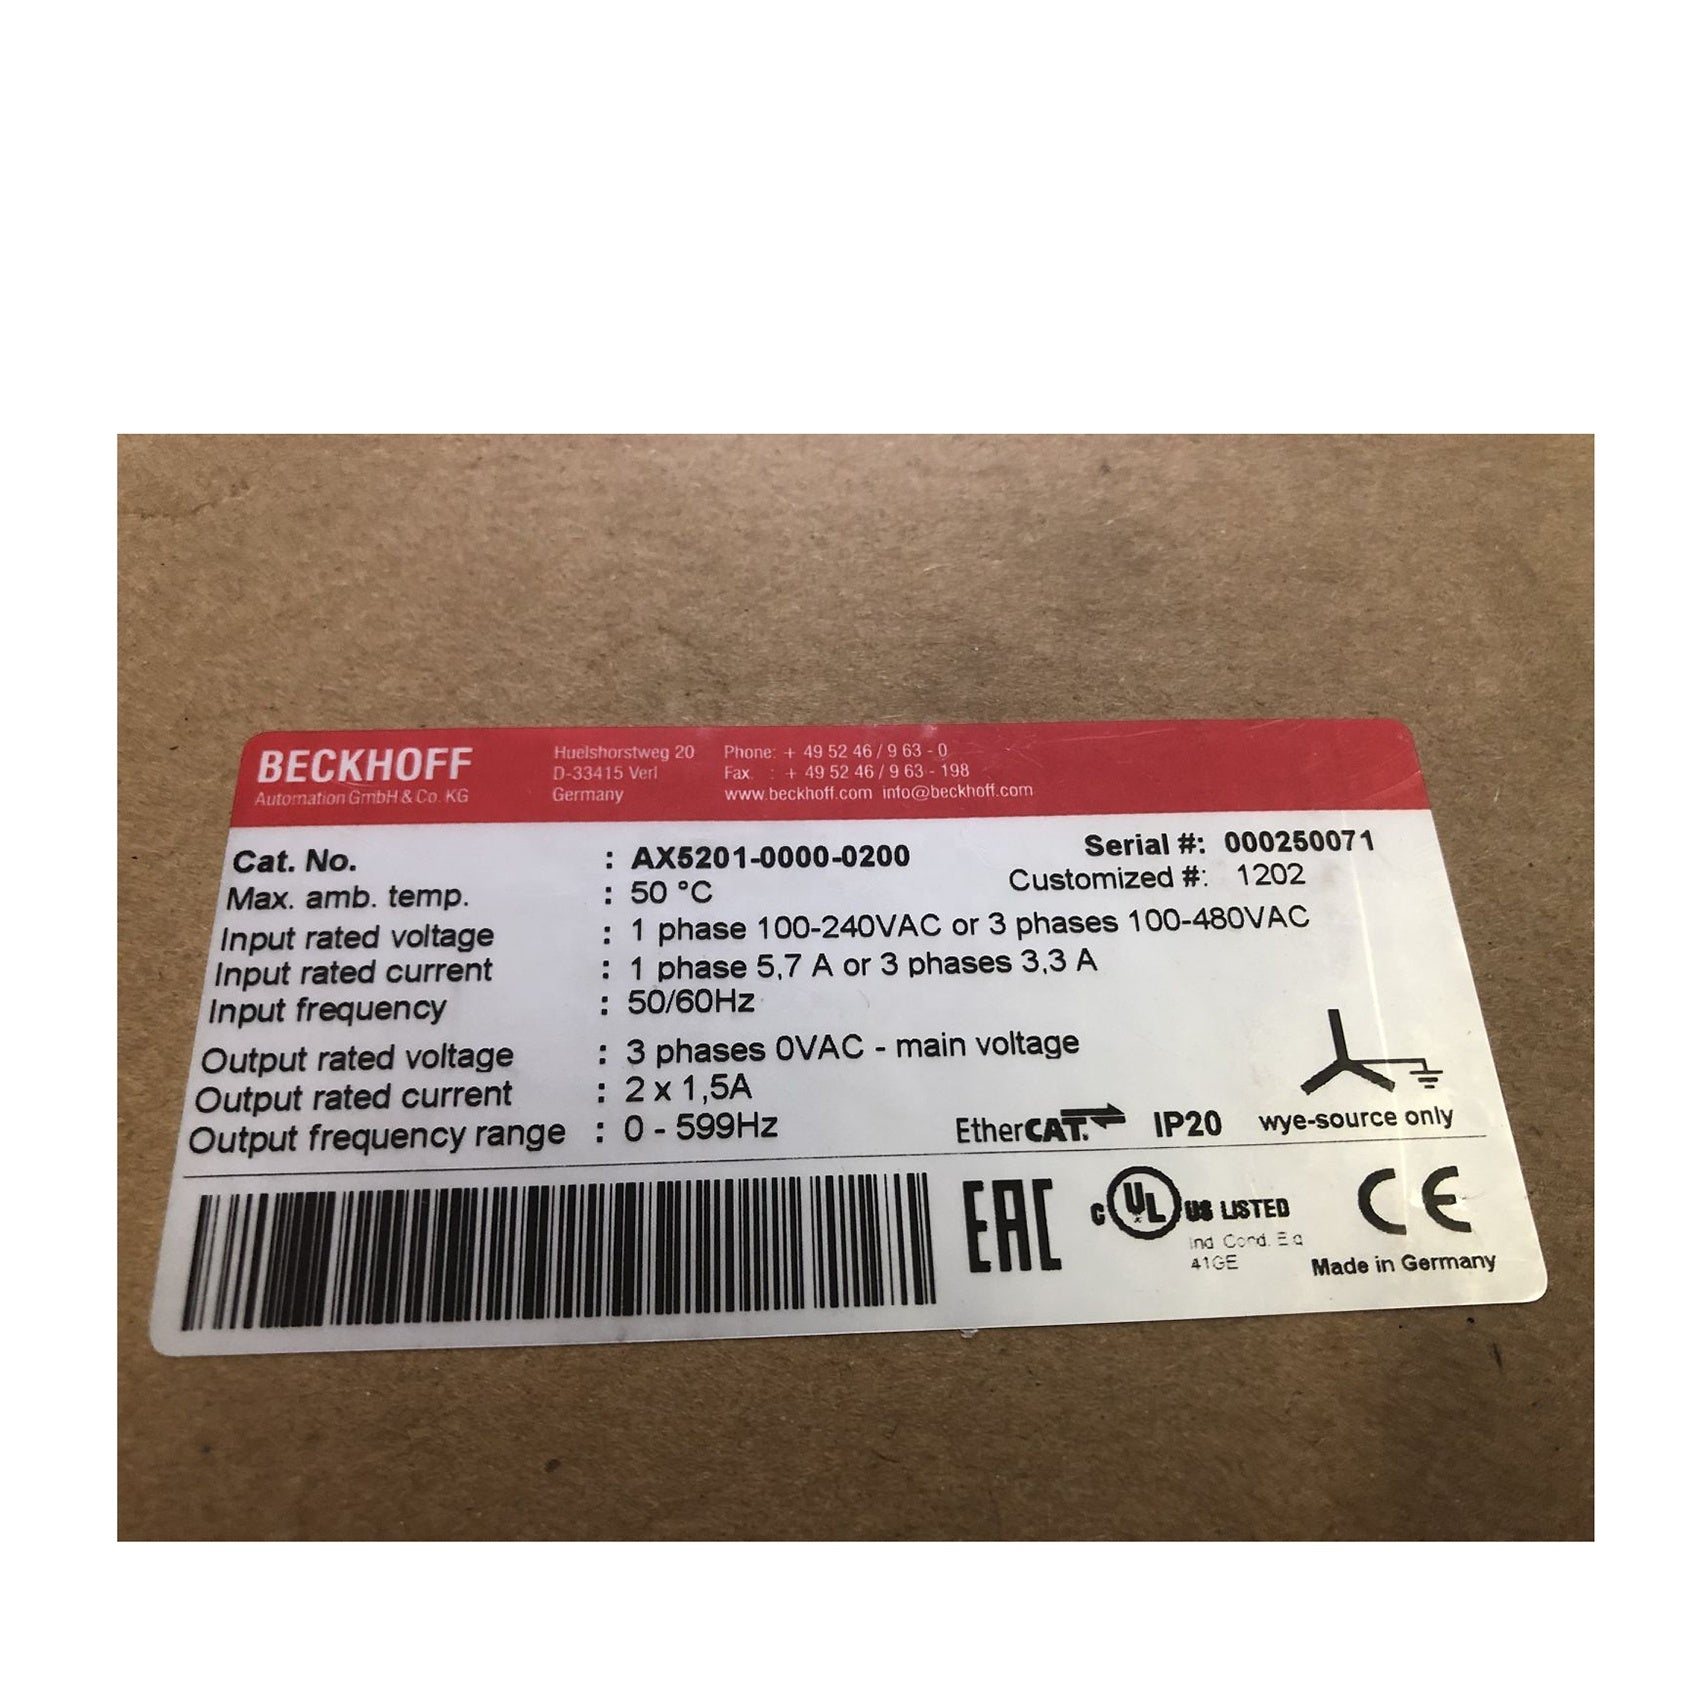 BECKHOFF
Automation GmbH & Co. KG
Huelshorstweg 20
D-33415 Verl
Germany
Phone: + 49 52 46 / 9 63 - 0
Fax. : + 49 52 46 / 9 63 - 198
www.beckhoff.com info@beckhoff.com
Cat. No. : AX5201-0000-0200
Serial #: 000250071
Max. amb. temp. : 50 °C
Customized #: 1202
Input rated voltage : 1 phase 100-240VAC or 3 phases 100-480VAC
Input rated current : 1 phase 5,7 A or 3 phases 3,3 A
Input frequency : 50/60Hz
Output rated voltage : 3 phases 0VAC - main voltage
Output rated current : 2 x 1,5A
Output frequency range : 0 - 599Hz
EtherCAT. IP20 wye-source only
EAC
c UL US LISTED
Ind Cond. Eq
41GE
CE
Made in Germany